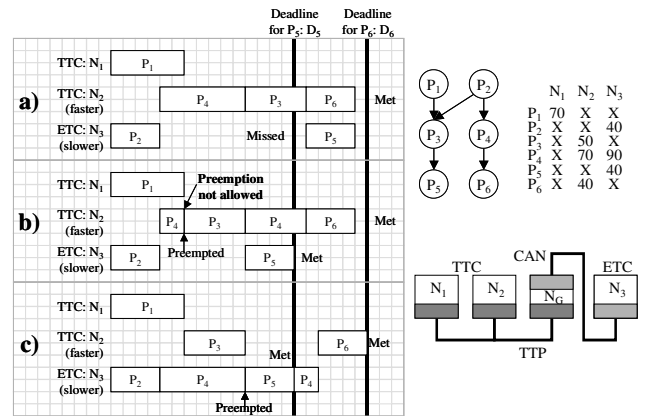 Deadline for P5: D5
Deadline for P6: D6
a)
TTC: N1
P1
TTC: N2 (faster)
P4 P3 P6 Met
ETC: N3 (slower)
P2 Missed P5
b)
TTC: N1
P1
Preemption not allowed
TTC: N2 (faster)
P4 P3 P4 P6 Met
ETC: N3 (slower)
P2 Preempted P5 Met
c)
TTC: N1
P1
TTC: N2 (faster)
P3 Met P6 Met
ETC: N3 (slower)
P2 P4 P5 P4
Preempted
P1 P2
P3 P4
P5 P6
N1 N2 N3
P1 70 X X
P2 X X 40
P3 X 50 X
P4 X 70 90
P5 X X 40
P6 X 40 X
TTC CAN ETC
N1 N2 NG N3
TTP